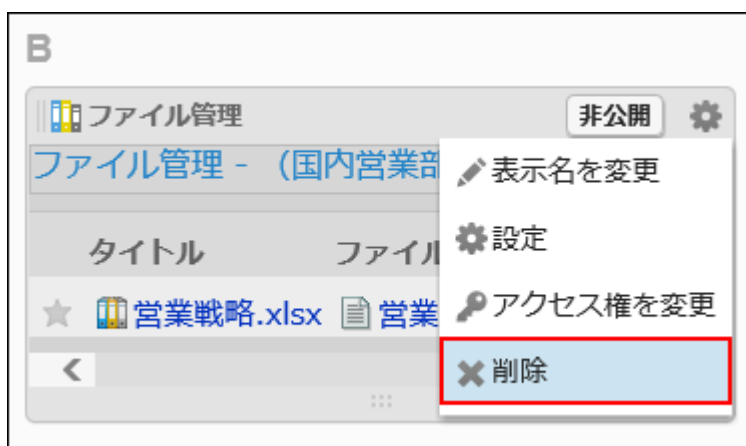 B
ファイル管理
非公開
ファイル管理 - （国内営業部
表示名を変更
タイトル
ファイル
設定
営業戦略.xlsx
営業
アクセス権を変更
削除